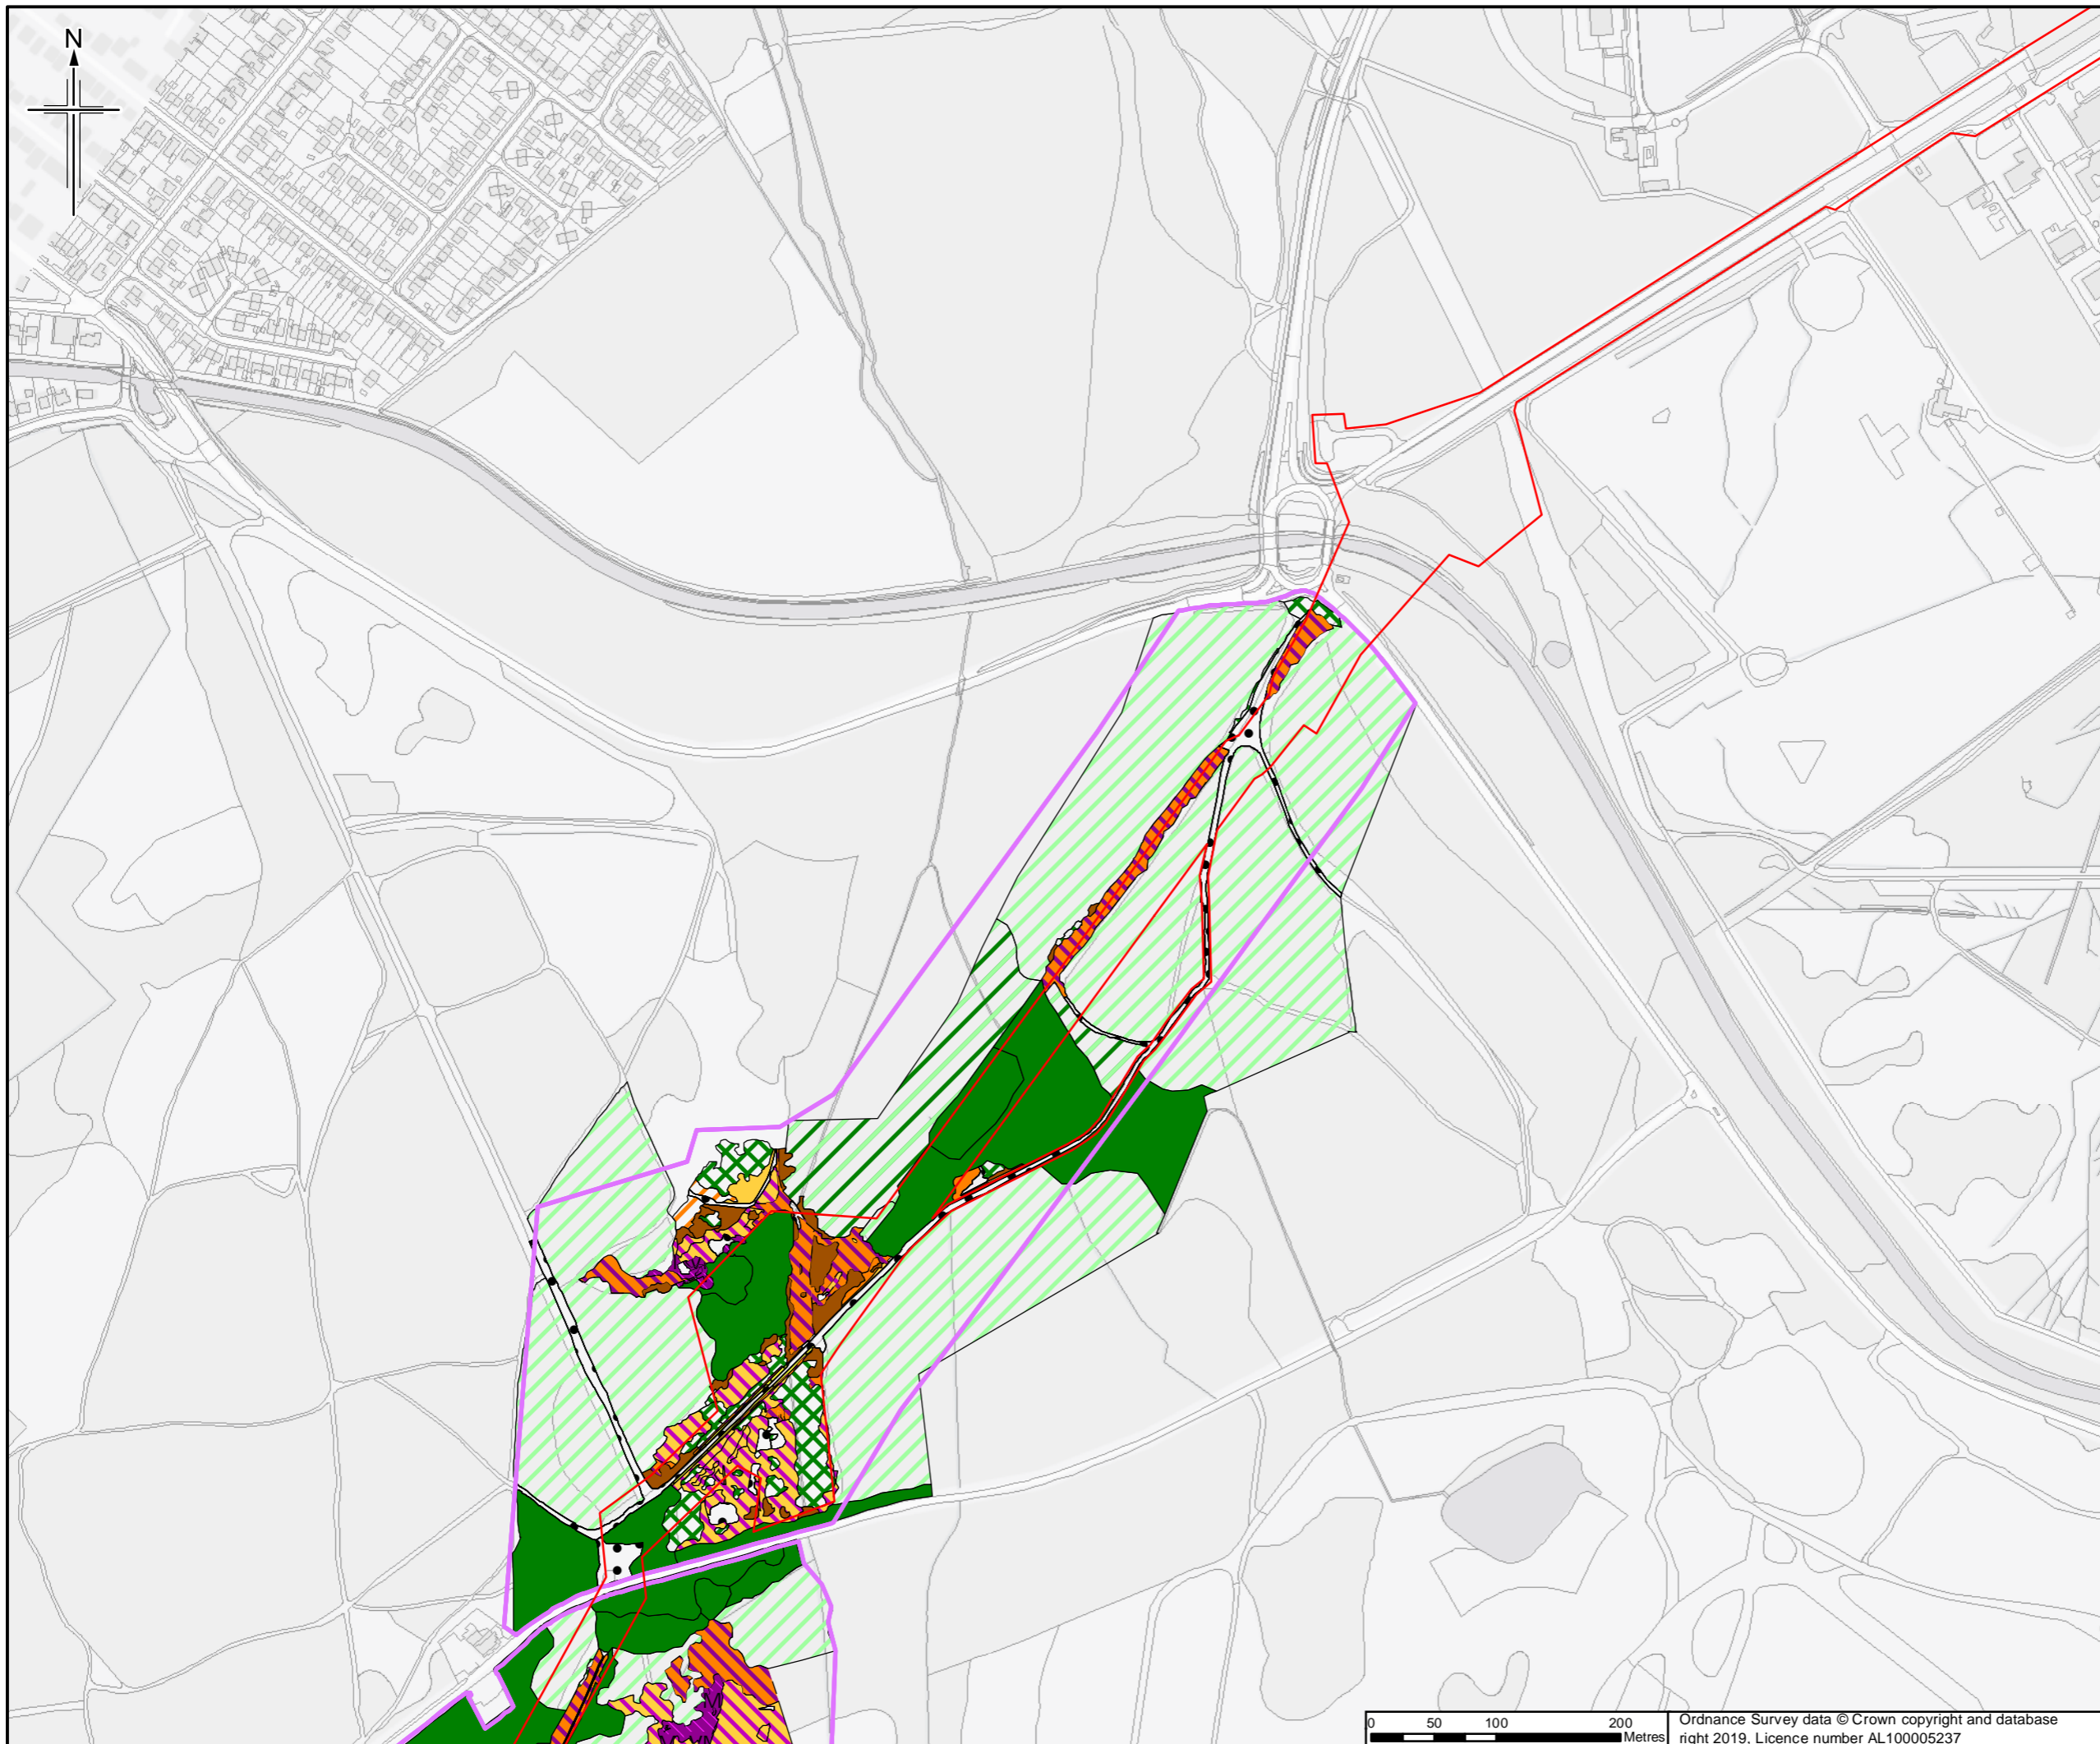 N
M
0 50 100 200
Metres
Ordnance Survey data © Crown copyright and database
right 2019, Licence number AL100005237